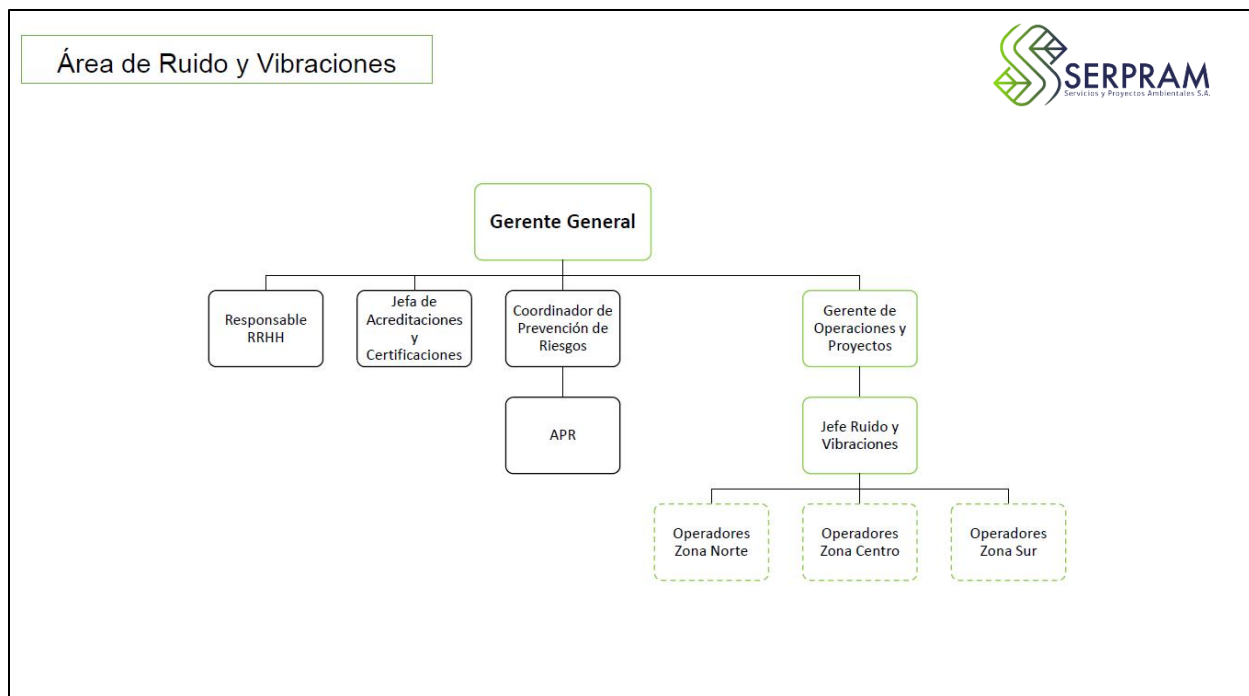 Área de Ruido y Vibraciones
SERPRAM
Servicios y Proyectos Ambientales S.A.
Gerente General
Responsable
RRHH
Jefa de
Acreditaciones
y
Certificaciones
Coordinador de
Prevención de
Riesgos
Gerente de
Operaciones y
Proyectos
APR
Jefe Ruido y
Vibraciones
Operadores
Zona Norte
Operadores
Zona Centro
Operadores
Zona Sur